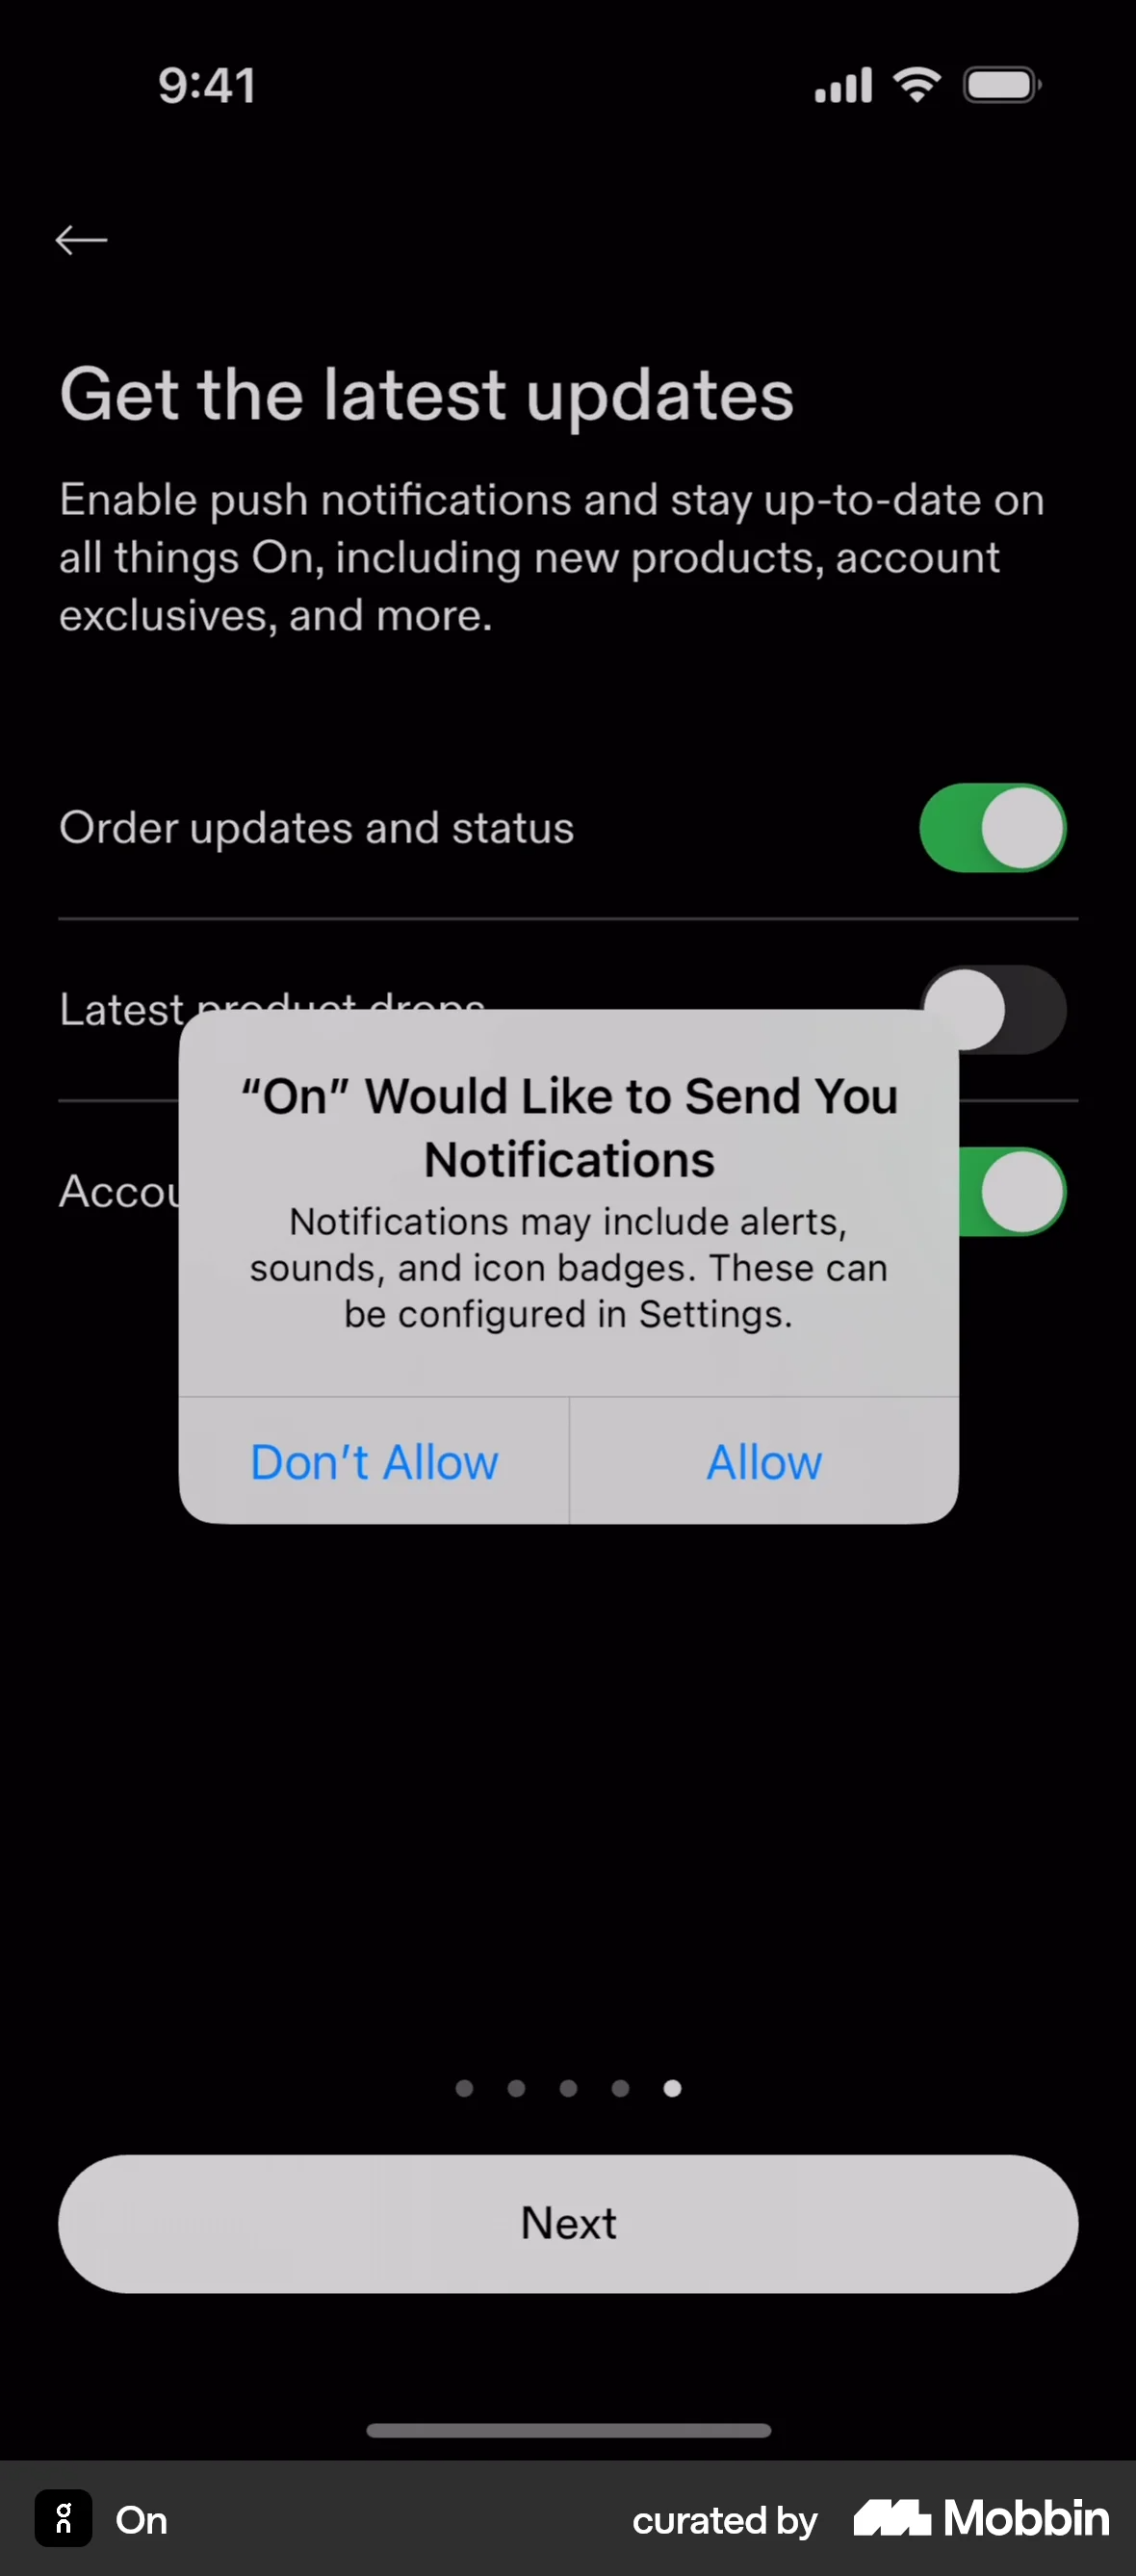 9:41
Get the latest updates
Enable push notifications and stay up-to-date on
all things On, including new products, account
exclusives, and more.
Order updates and status
Latest product drops
“On” Would Like to Send You
Notifications
Notifications may include alerts,
sounds, and icon badges. These can
be configured in Settings.
Don’t Allow
Allow
Next
On
curated by
Mobbin